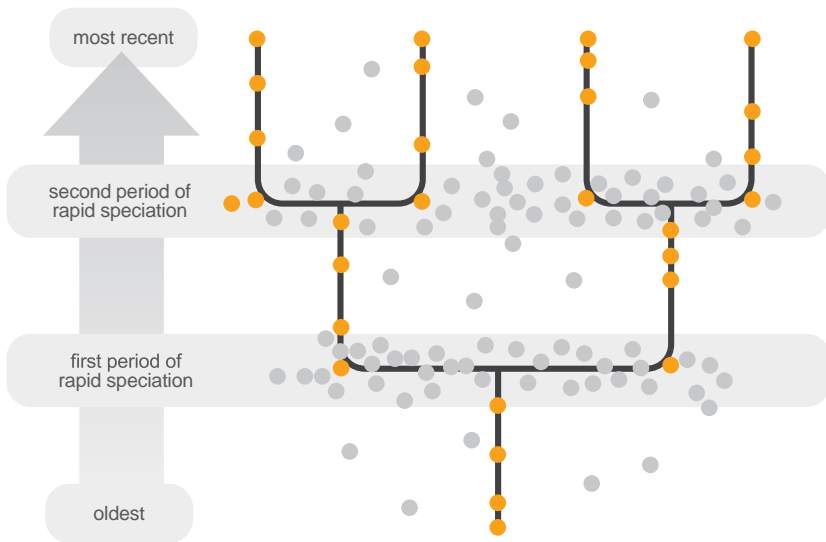 most recent
second period of
rapid speciation
first period of
rapid speciation
oldest